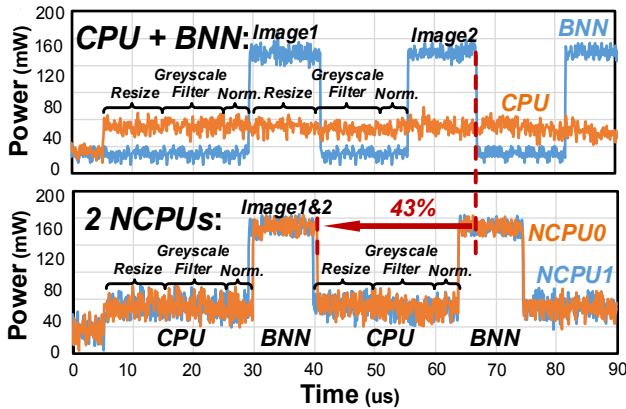 200
160
120
80
40
0
Power (mW)
CPU + BNN:
Image1
Image2
BNN
CPU
Greyscale
Resize Filter Norm.
Greyscale
Resize Filter Norm.
200
160
120
80
40
0
Power (mW)
2 NCPUs:
Image1&2
43%
NCPU0
NCPU1
Greyscale
Resize Filter Norm.
Greyscale
Resize Filter Norm.
CPU BNN CPU BNN
0 10 20 30 40 50 60 70 80 90
Time (us)